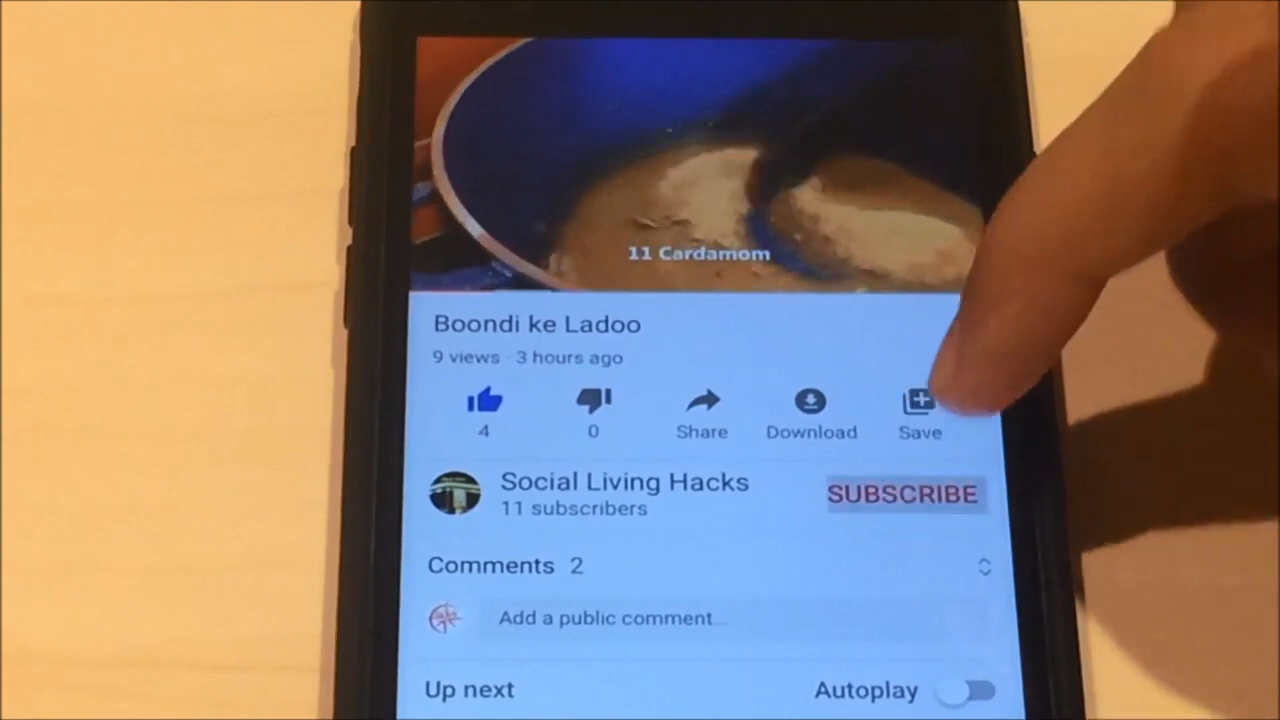 11 Cardamom
Boondi ke Ladoo
9 views · 3 hours ago
4
0
Share
Download
Save
Social Living Hacks
SUBSCRIBE
11 subscribers
Comments 2
Add a public comment...
Up next
Autoplay